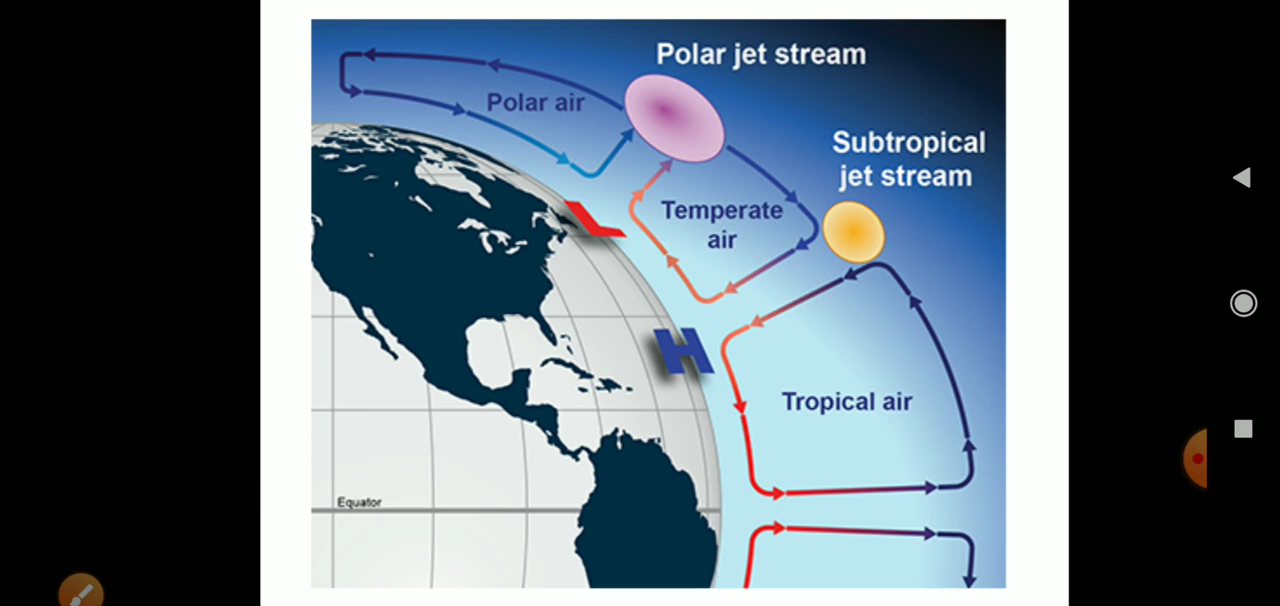 Polar jet stream
Polar air
Subtropical
jet stream
Temperate
air
L
H
Tropical air
Equator